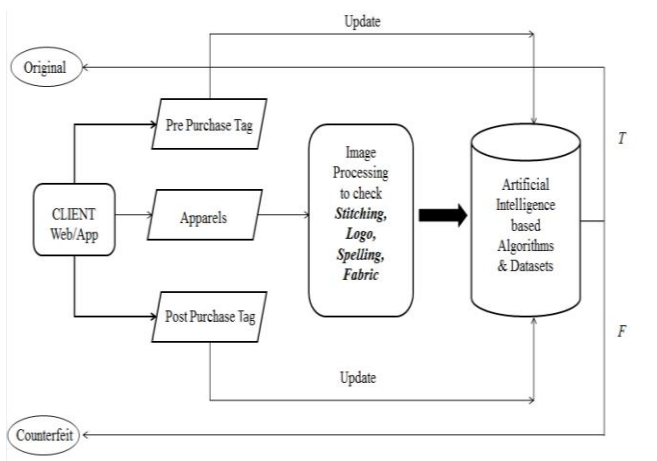 Update
Original
Pre Purchase Tag
T
Image
Processing
to check
Stitching,
Logo,
Spelling,
Fabric
Artificial
Intelligence
based
Algorithms
& Datasets
CLIENT
Web/App
Apparels
Post Purchase Tag
F
Update
Counterfeit